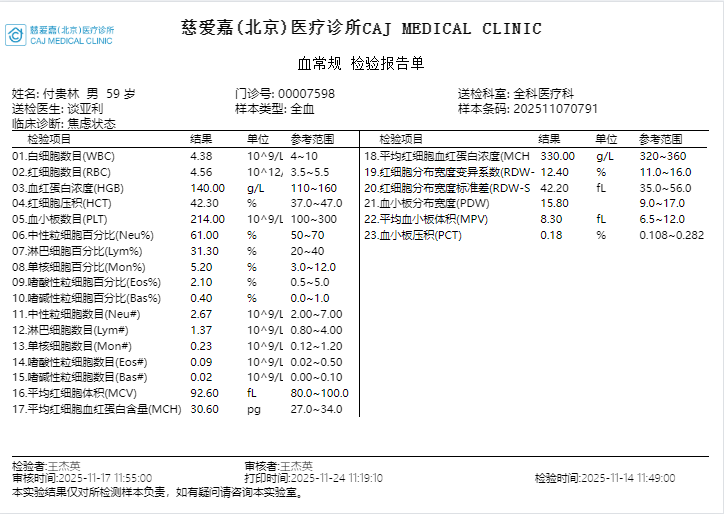 慈爱嘉(北京)医疗诊所
CAJ MEDICAL CLINIC
慈爱嘉(北京)医疗诊所CAJ MEDICAL CLINIC
血常规 检验报告单
姓名: 付贵林 男 59 岁 门诊号: 00007598 送检科室: 全科医疗科
送检医生: 谈亚利 样本类型: 全血 样本条码: 202511070791
临床诊断: 焦虑状态
检验项目 结果 单位 参考范围 检验项目 结果 单位 参考范围
01.白细胞数目(WBC) 4.38 10^9/L 4~10
02.红细胞数目(RBC) 4.56 10^12, 3.5~5.5
03.血红蛋白浓度(HGB) 140.00 g/L 110~160
04.红细胞压积(HCT) 42.30 % 37.0~47.0
05.血小板数目(PLT) 214.00 10^9/L 100~300
06.中性粒细胞百分比(Neu%) 61.00 % 50~70
07.淋巴细胞百分比(Lym%) 31.30 % 20~40
08.单核细胞百分比(Mon%) 5.20 % 3.0~12.0
09.嗜酸性粒细胞百分比(Eos%) 2.10 % 0.5~5.0
10.嗜碱性粒细胞百分比(Bas%) 0.40 % 0.0~1.0
11.中性粒细胞数目(Neu#) 2.67 10^9/L 2.00~7.00
12.淋巴细胞数目(Lym#) 1.37 10^9/L 0.80~4.00
13.单核细胞数目(Mon#) 0.23 10^9/L 0.12~1.20
14.嗜酸性粒细胞数目(Eos#) 0.09 10^9/L 0.02~0.50
15.嗜碱性粒细胞数目(Bas#) 0.02 10^9/L 0.00~0.10
16.平均红细胞体积(MCV) 92.60 fL 80.0~100.0
17.平均红细胞血红蛋白含量(MCH) 30.60 pg 27.0~34.0
18.平均红细胞血红蛋白浓度(MCH 330.00 g/L 320~360
19.红细胞分布宽度变异系数(RDW- 12.40 % 11.0~16.0
20.红细胞分布宽度标准差(RDW-S 42.20 fL 35.0~56.0
21.血小板分布宽度(PDW) 15.80 9.0~17.0
22.平均血小板体积(MPV) 8.30 fL 6.5~12.0
23.血小板压积(PCT) 0.18 % 0.108~0.282
检验者:王杰英 审核者:王杰英
审核时间:2025-11-17 11:55:00 打印时间:2025-11-24 11:19:10 检验时间:2025-11-14 11:49:00
本实验结果仅对所检测样本负责，如有疑问请咨询本实验室。